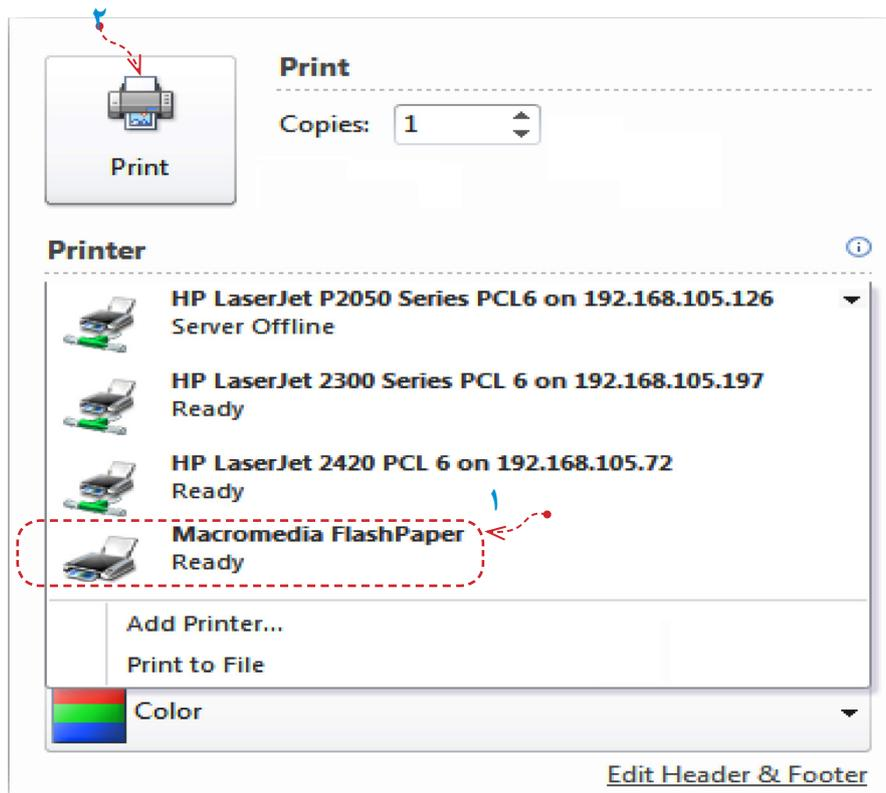 ۲
Print
Copies: 1
Print
Printer
HP LaserJet P2050 Series PCL6 on 192.168.105.126
Server Offline
HP LaserJet 2300 Series PCL 6 on 192.168.105.197
Ready
HP LaserJet 2420 PCL 6 on 192.168.105.72
Ready
۱
Macromedia FlashPaper
Ready
Add Printer...
Print to File
Color
Edit Header & Footer